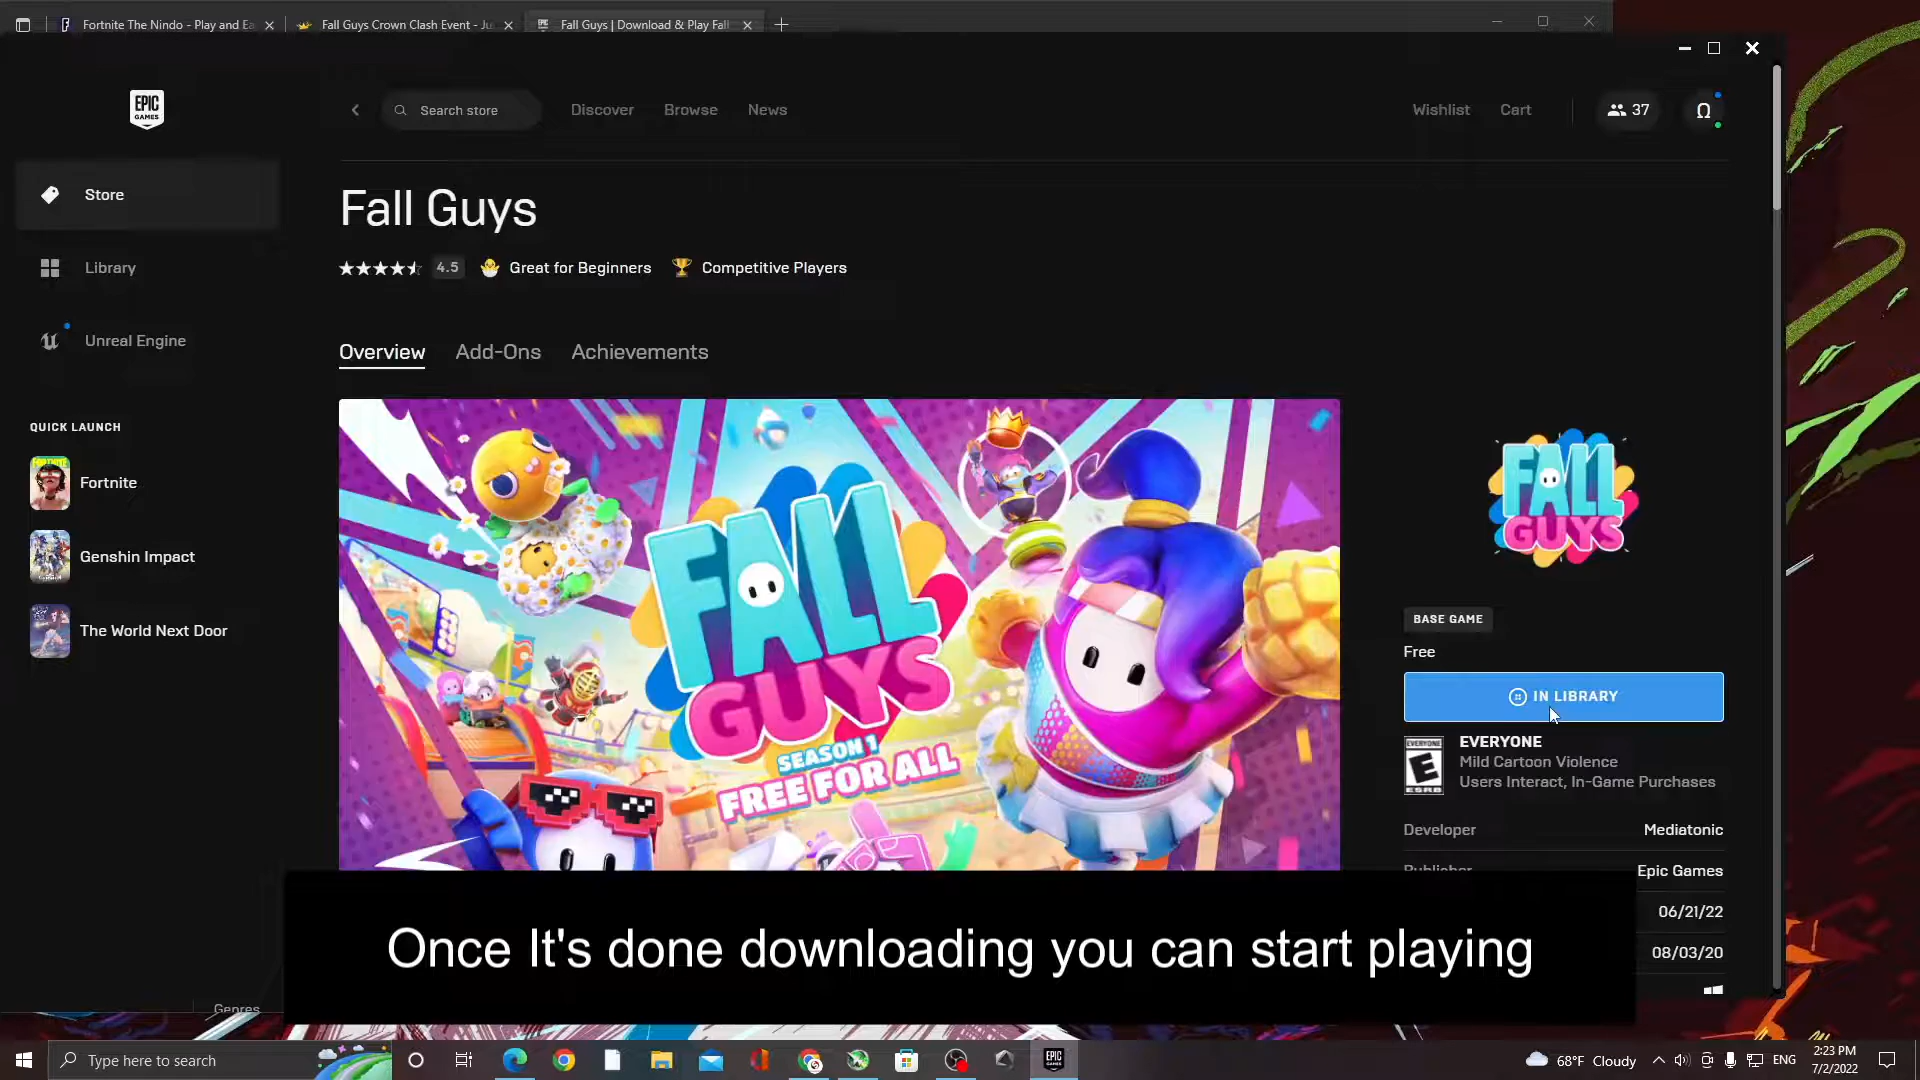 Fortnite The Nindo - Play and Ea
Fall Guys Crown Clash Event - Ju
Fall Guys | Download & Play Fall
EPIC
GAMES
Search store
Discover
Browse
News
Wishlist
Cart
37
Ω
Store
Library
Unreal Engine
QUICK LAUNCH
Fortnite
Genshin Impact
The World Next Door
Fall Guys
4.5
Great for Beginners
Competitive Players
Overview
Add-Ons
Achievements
FALL
GUYS
SEASON 1
FREE FOR ALL
FALL
GUYS
BASE GAME
Free
IN LIBRARY
EVERYONE
E
ESRB
EVERYONE
Mild Cartoon Violence
Users Interact, In-Game Purchases
Developer
Mediatonic
Publisher
Epic Games
06/21/22
08/03/20
Genres
Once It's done downloading you can start playing
Type here to search
EPIC
GAMES
68°F Cloudy
ENG
2:23 PM
7/2/2022